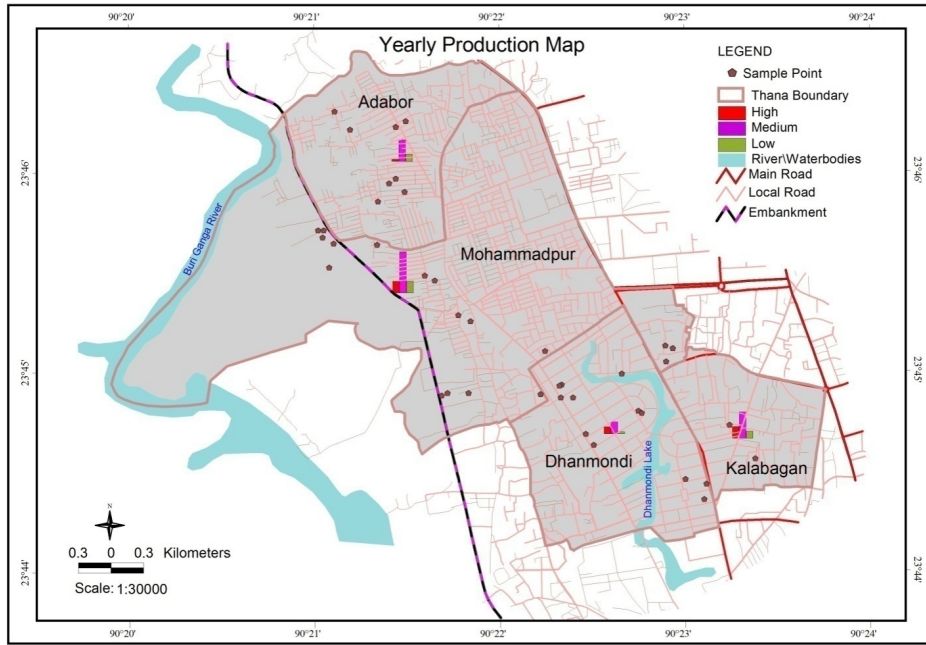 90°20'
90°21'
90°22'
90°23'
90°24'
Yearly Production Map
LEGEND
Sample Point
Thana Boundary
High
Medium
Low
River\Waterbodies
Main Road
Local Road
Embankment
Adabor
23°46'
23°46'
Buri Ganga River
Mohammadpur
23°45'
23°45'
Dhanmondi
Dhanmondi Lake
Kalabagan
N
0.3 0 0.3 Kilometers
Scale: 1:30000
23°44'
23°44'
90°20'
90°21'
90°22'
90°23'
90°24'